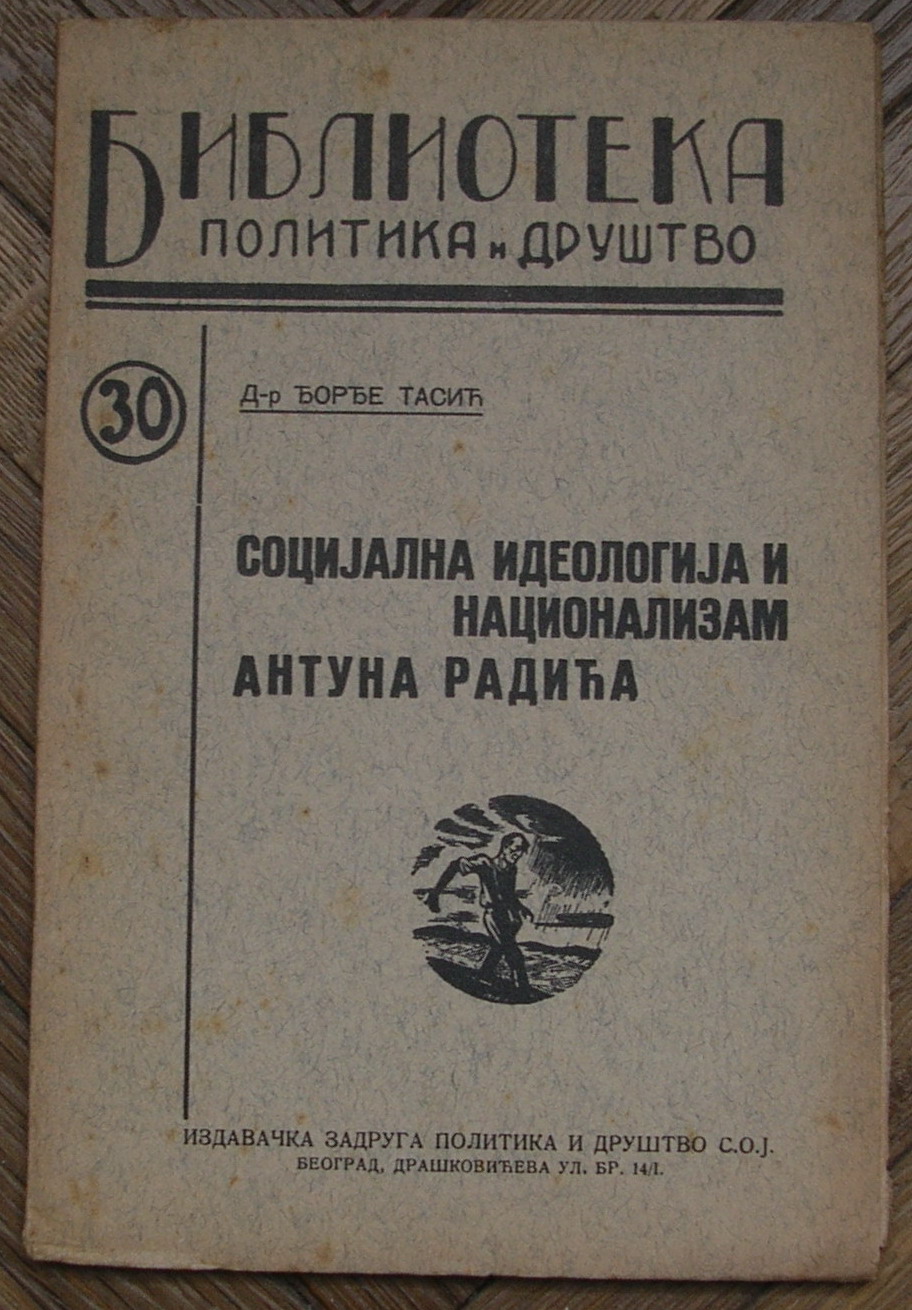 БИБЛИОТЕКА
ПОЛИТИКА и ДРУШТВО
30
Д-р ЂОРЂЕ ТАСИЋ
СОЦИЈАЛНА ИДЕОЛОГИЈА И
НАЦИОНАЛИЗАМ
АНТУНА РАДИЋА
ИЗДАВАЧКА ЗАДРУГА ПОЛИТИКА И ДРУШТВО С.О.Ј.
БЕОГРАД, ДРАШКОВИЋЕВА УЛ. БР. 14/I.